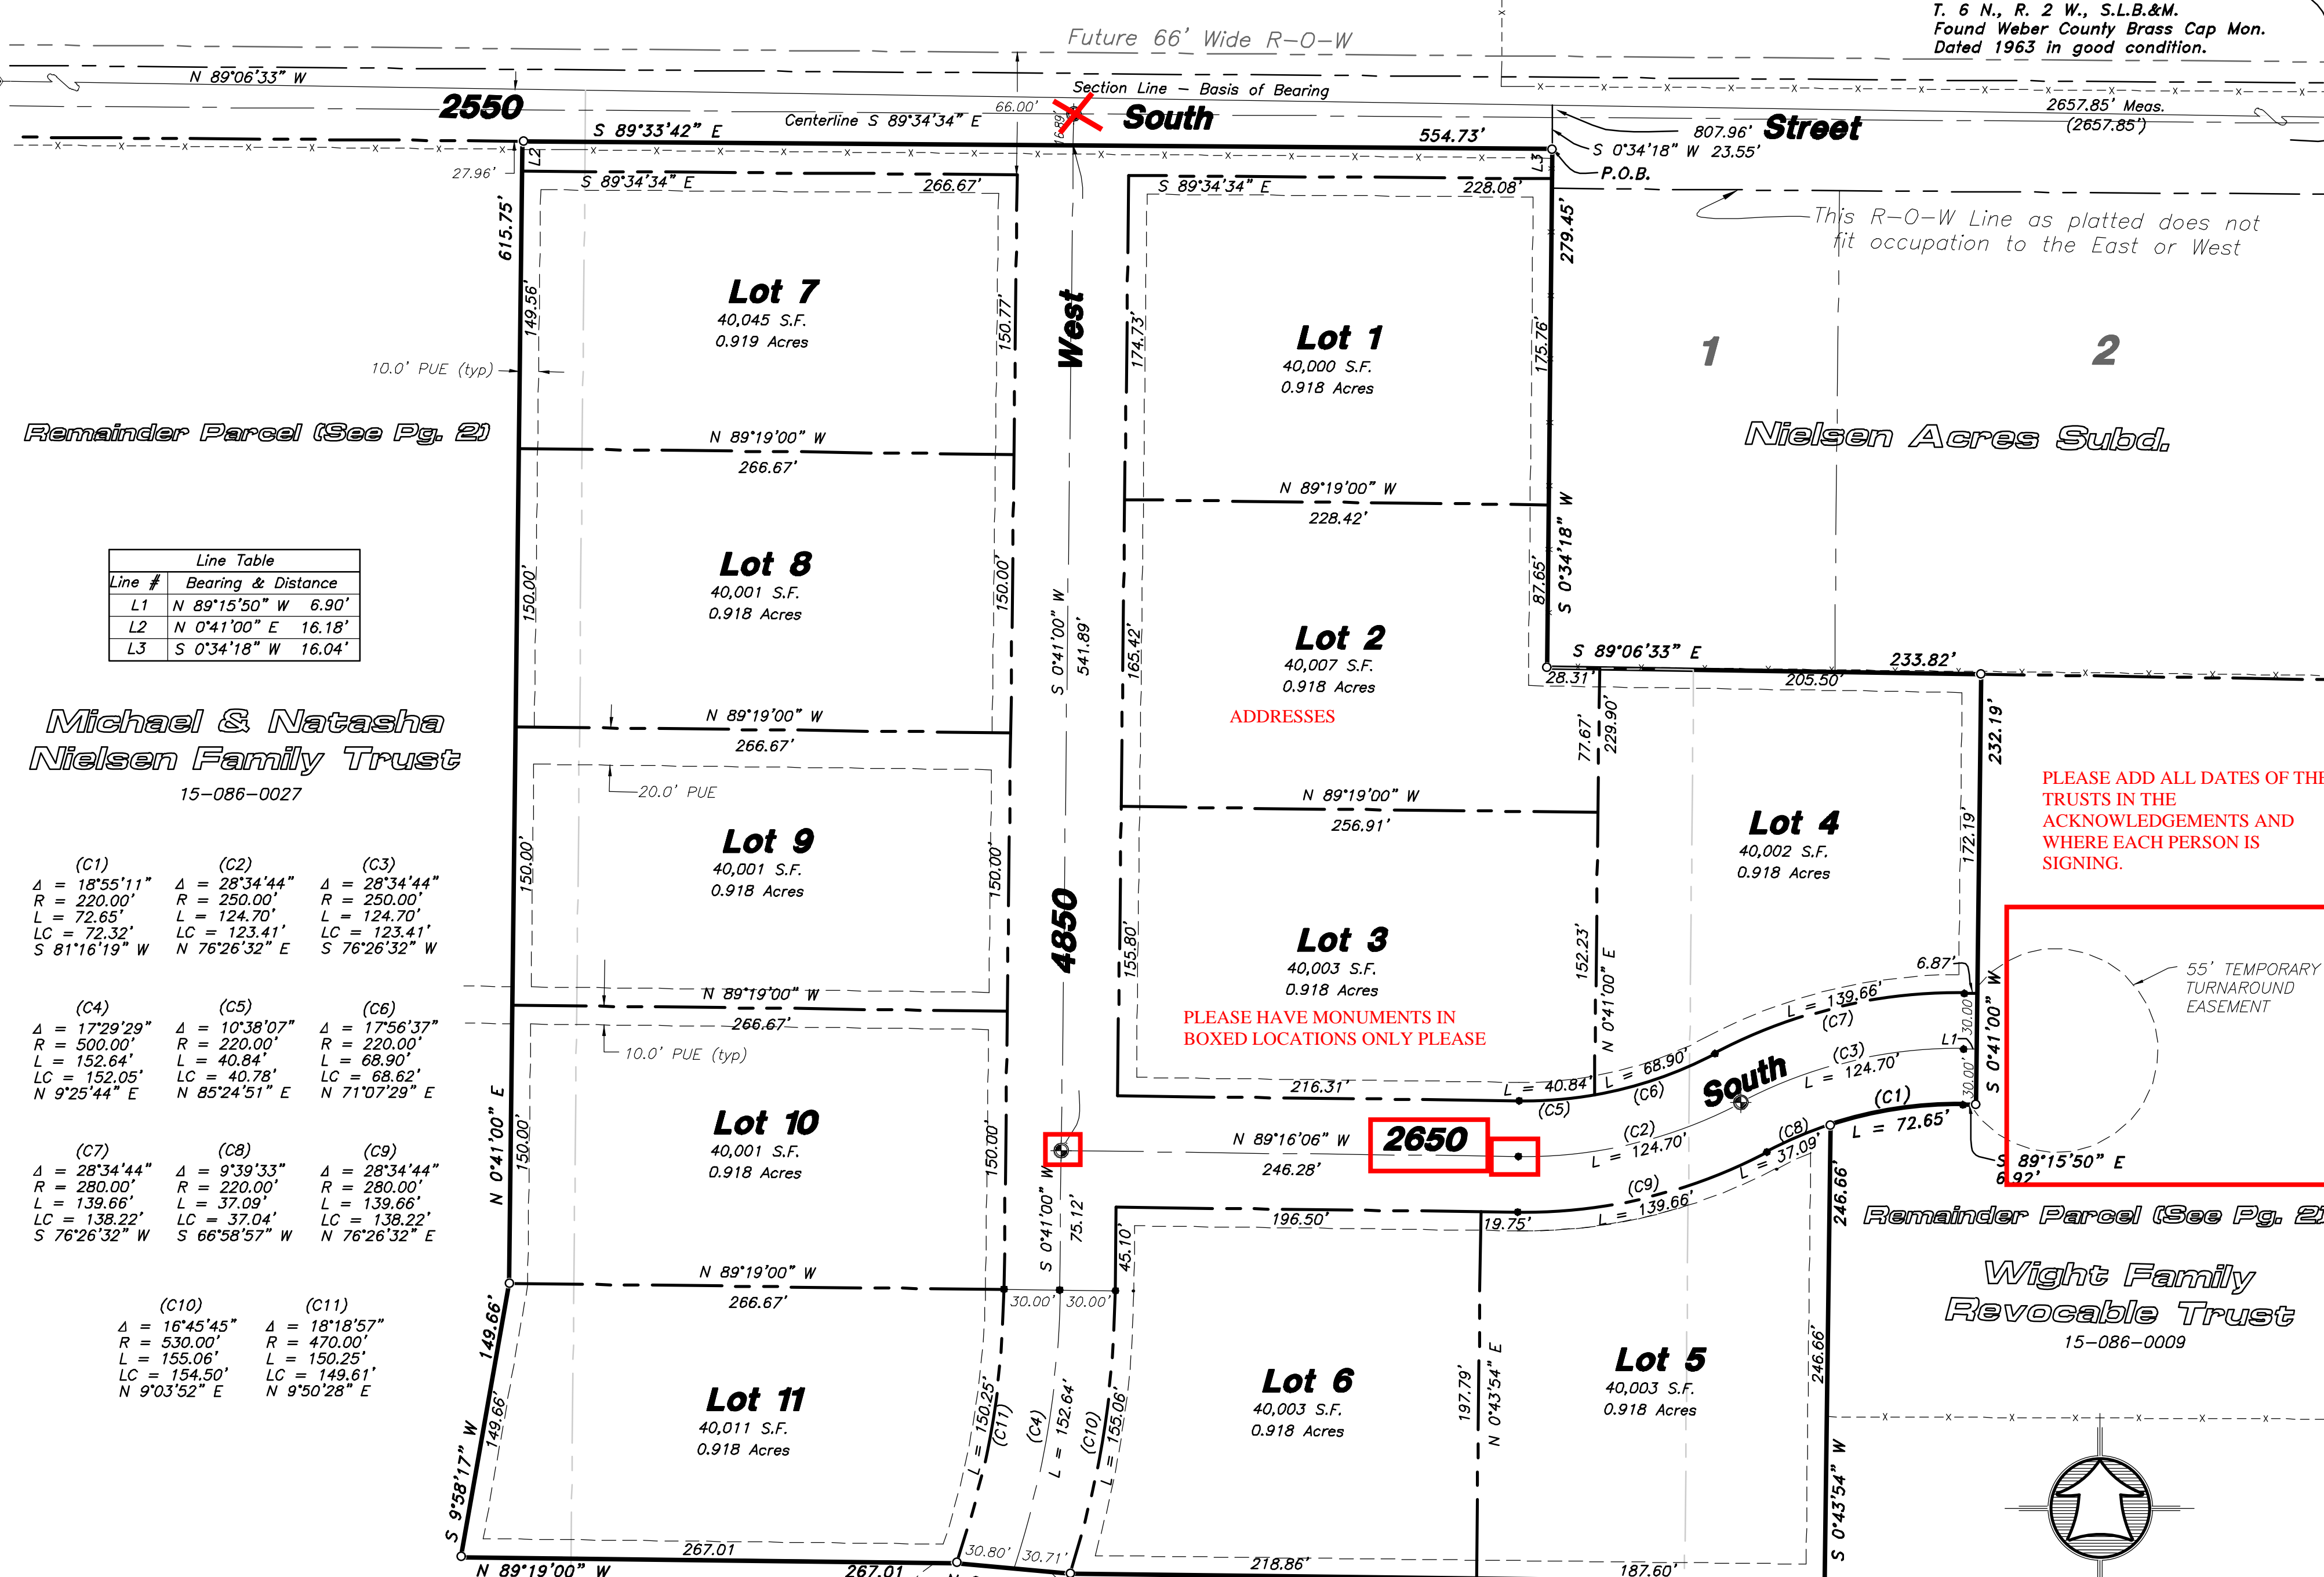 T. 6 N., R. 2 W., S.L.B.&M.
Found Weber County Brass Cap Mon.
Dated 1963 in good condition.
Future 66' Wide R-O-W
N 89°06'33" W
Section Line - Basis of Bearing
2657.85' Meas.
(2657.85')
2550
South
Street
66.00'
16.89'
Centerline S 89°34'34" E
S 89°33'42" E
554.73'
807.96'
S 0°34'18" W 23.55'
P.O.B.
27.96'
L2
L3
S 89°34'34" E
266.67'
S 89°34'34" E
228.08'
This R-O-W Line as platted does not
fit occupation to the East or West
615.75'
149.56'
150.77'
174.73'
175.76'
279.45'
West
Lot 7
40,045 S.F.
0.919 Acres
Lot 1
40,000 S.F.
0.918 Acres
1
2
Nielsen Acres Subd.
10.0' PUE (typ)
Remainder Parcel (See Pg. 2)
N 89°19'00" W
266.67'
N 89°19'00" W
228.42'
S 0°34'18" W
87.65'
Line Table
Line # Bearing & Distance
L1 N 89°15'50" W 6.90'
L2 N 0°41'00" E 16.18'
L3 S 0°34'18" W 16.04'
Lot 8
40,001 S.F.
0.918 Acres
150.00'
150.00'
S 0°41'00" W
541.89'
165.42'
Lot 2
40,007 S.F.
0.918 Acres
ADDRESSES
S 89°06'33" E
233.82'
28.31'
205.50'
77.67'
229.90'
232.19'
Michael & Natasha
Nielsen Family Trust
15-086-0027
N 89°19'00" W
266.67'
20.0' PUE
N 89°19'00" W
256.91'
PLEASE ADD ALL DATES OF THE
TRUSTS IN THE
ACKNOWLEDGEMENTS AND
WHERE EACH PERSON IS
SIGNING.
Lot 9
40,001 S.F.
0.918 Acres
150.00'
150.00'
Lot 4
40,002 S.F.
0.918 Acres
172.19'
4850
155.80'
Lot 3
40,003 S.F.
0.918 Acres
152.23'
N 0°41'00" E
PLEASE HAVE MONUMENTS IN
BOXED LOCATIONS ONLY PLEASE
(C1)
Δ = 18°55'11"
R = 220.00'
L = 72.65'
LC = 72.32'
S 81°16'19" W
(C2)
Δ = 28°34'44"
R = 250.00'
L = 124.70'
LC = 123.41'
N 76°26'32" E
(C3)
Δ = 28°34'44"
R = 250.00'
L = 124.70'
LC = 123.41'
S 76°26'32" W
(C4)
Δ = 17°29'29"
R = 500.00'
L = 152.64'
LC = 152.05'
N 9°25'44" E
(C5)
Δ = 10°38'07"
R = 220.00'
L = 40.84'
LC = 40.78'
N 85°24'51" E
(C6)
Δ = 17°56'37"
R = 220.00'
L = 68.90'
LC = 68.62'
N 71°07'29" E
(C7)
Δ = 28°34'44"
R = 280.00'
L = 139.66'
LC = 138.22'
S 76°26'32" W
(C8)
Δ = 9°39'33"
R = 220.00'
L = 37.09'
LC = 37.04'
S 66°58'57" W
(C9)
Δ = 28°34'44"
R = 280.00'
L = 139.66'
LC = 138.22'
N 76°26'32" E
(C10)
Δ = 16°45'45"
R = 530.00'
L = 155.06'
LC = 154.50'
N 9°03'52" E
(C11)
Δ = 18°18'57"
R = 470.00'
L = 150.25'
LC = 149.61'
N 9°50'28" E
N 89°19'00" W
266.67'
10.0' PUE (typ)
6.87'
55' TEMPORARY
TURNAROUND
EASEMENT
L = 139.66'
(C7)
30.00'
L1
30.00'
S 0°41'00" W
216.31'
L = 40.84'
(C5)
L = 68.90'
(C6)
South
(C3)
L = 124.70'
(C1)
L = 72.65'
N 0°41'00" E
150.00'
Lot 10
40,001 S.F.
0.918 Acres
150.00'
N 89°16'06" W
246.28'
2650
(C2)
L = 124.70'
(C8)
L = 37.09'
S 89°15'50" E
6.92'
S 0°41'00" W
75.12'
45.10'
196.50'
19.75'
(C9)
L = 139.66'
246.66'
Remainder Parcel (See Pg. 2)
Wight Family
Revocable Trust
15-086-0009
N 89°19'00" W
266.67'
30.00'
30.00'
149.66'
149.66'
S 9°58'17" W
Lot 11
40,011 S.F.
0.918 Acres
L = 150.25'
(C11)
(C4)
L = 152.64'
(C10)
L = 155.06'
Lot 6
40,003 S.F.
0.918 Acres
197.79'
N 0°43'54" E
Lot 5
40,003 S.F.
0.918 Acres
246.66'
S 0°43'54" W
267.01
30.80'
30.71'
218.86'
187.60'
N 89°19'00" W
267.01